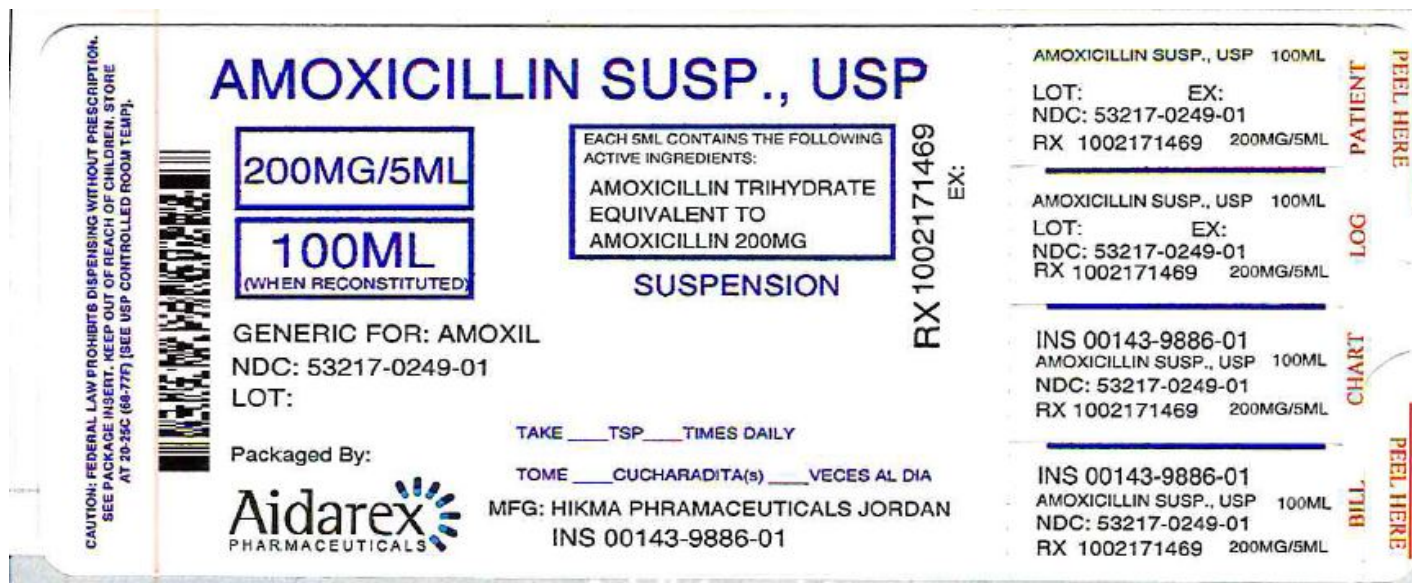 CAUTION: FEDERAL LAW PROHIBITS DISPENSING WITHOUT PRESCRIPTION.
SEE PACKAGE INSERT. KEEP OUT OF REACH OF CHILDREN. STORE
AT 20-25C (68-77F) [SEE USP CONTROLLED ROOM TEMP].
AMOXICILLIN SUSP., USP
200MG/5ML
100ML
(WHEN RECONSTITUTED)
EACH 5ML CONTAINS THE FOLLOWING
ACTIVE INGREDIENTS:
AMOXICILLIN TRIHYDRATE
EQUIVALENT TO
AMOXICILLIN 200MG
SUSPENSION
RX 1002171469
EX:
GENERIC FOR: AMOXIL
NDC: 53217-0249-01
LOT:
TAKE ____TSP____TIMES DAILY
TOME ____CUCHARADITA(s) ____VECES AL DIA
Packaged By:
Aidarex
PHARMACEUTICALS
MFG: HIKMA PHRAMACEUTICALS JORDAN
INS 00143-9886-01
AMOXICILLIN SUSP., USP 100ML
LOT: EX:
NDC: 53217-0249-01
RX 1002171469 200MG/5ML
PATIENT
PEEL HERE
AMOXICILLIN SUSP., USP 100ML
LOT: EX:
NDC: 53217-0249-01
RX 1002171469 200MG/5ML
LOG
INS 00143-9886-01
AMOXICILLIN SUSP., USP 100ML
NDC: 53217-0249-01
RX 1002171469 200MG/5ML
CHART
INS 00143-9886-01
AMOXICILLIN SUSP., USP 100ML
NDC: 53217-0249-01
RX 1002171469 200MG/5ML
BILL
PEEL HERE